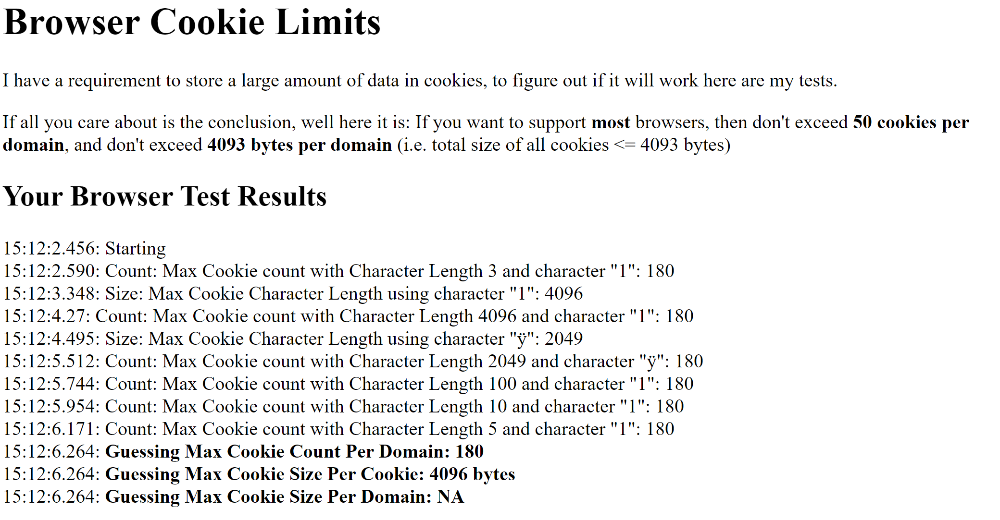 Browser Cookie Limits
I have a requirement to store a large amount of data in cookies, to figure out if it will work here are my tests.
If all you care about is the conclusion, well here it is: If you want to support most browsers, then don't exceed 50 cookies per
domain, and don't exceed 4093 bytes per domain (i.e. total size of all cookies <= 4093 bytes)
Your Browser Test Results
15:12:2.456: Starting
15:12:2.590: Count: Max Cookie count with Character Length 3 and character "1": 180
15:12:3.348: Size: Max Cookie Character Length using character "1": 4096
15:12:4.27: Count: Max Cookie count with Character Length 4096 and character "1": 180
15:12:4.495: Size: Max Cookie Character Length using character "ÿ": 2049
15:12:5.512: Count: Max Cookie count with Character Length 2049 and character "ÿ": 180
15:12:5.744: Count: Max Cookie count with Character Length 100 and character "1": 180
15:12:5.954: Count: Max Cookie count with Character Length 10 and character "1": 180
15:12:6.171: Count: Max Cookie count with Character Length 5 and character "1": 180
15:12:6.264: Guessing Max Cookie Count Per Domain: 180
15:12:6.264: Guessing Max Cookie Size Per Cookie: 4096 bytes
15:12:6.264: Guessing Max Cookie Size Per Domain: NA